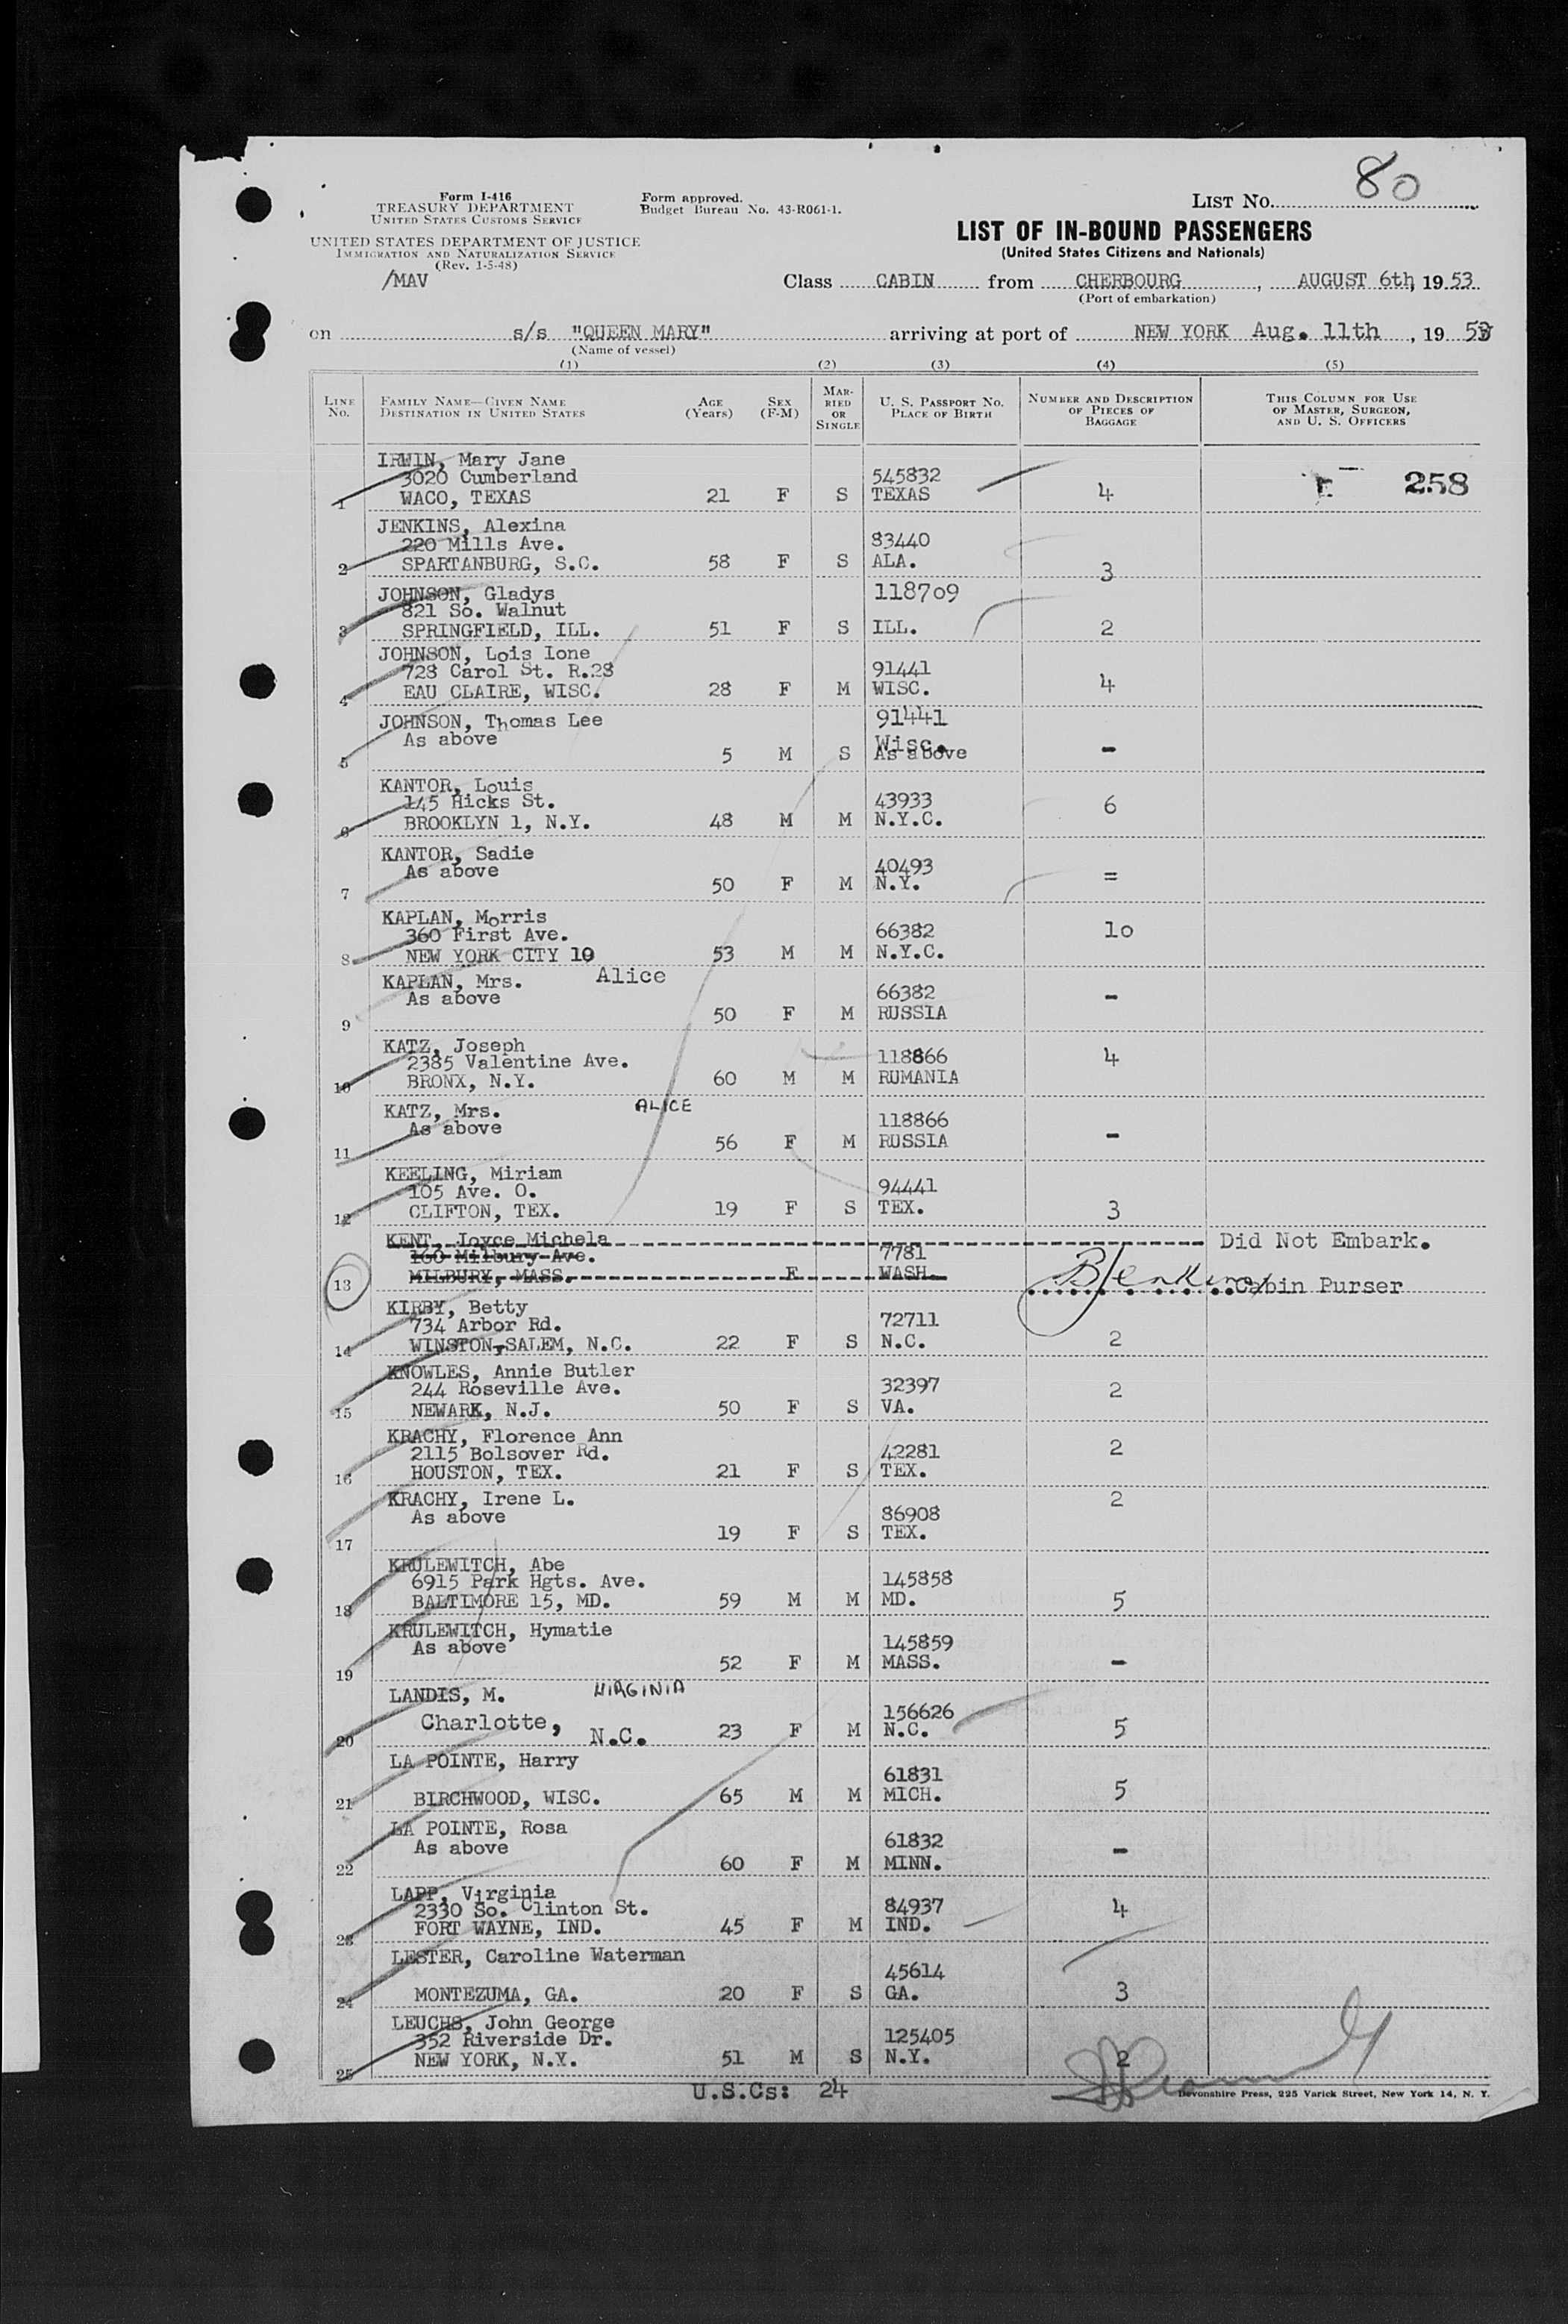 80
Form I-416
TREASURY DEPARTMENT
UNITED STATES CUSTOMS SERVICE
UNITED STATES DEPARTMENT OF JUSTICE
IMMIGRATION AND NATURALIZATION SERVICE
(Rev. 1-5-48)
/MAV
Form approved.
Budget Bureau No. 43-R061-1.
LIST No.
LIST OF IN-BOUND PASSENGERS
(United States Citizens and Nationals)
Class CABIN from CHERBOURG, AUGUST 6th, 1953
(Port of embarkation)
on s/s "QUEEN MARY" arriving at port of NEW YORK Aug. 11th, 19 53
(Name of vessel)
(1) (2) (3) (4) (5)
LINE No. FAMILY NAME—GIVEN NAME DESTINATION IN UNITED STATES AGE (Years) SEX (F-M) MARRIED OR SINGLE U. S. PASSPORT No. PLACE OF BIRTH NUMBER AND DESCRIPTION OF PIECES OF BAGGAGE THIS COLUMN FOR USE OF MASTER, SURGEON, AND U. S. OFFICERS
IRWIN, Mary Jane
3020 Cumberland 545832 258
1 WACO, TEXAS 21 F S TEXAS 4
JENKINS, Alexina
220 Mills Ave. 83440
2 SPARTANBURG, S.C. 58 F S ALA. 3
JOHNSON, Gladys 118709
821 So. Walnut
3 SPRINGFIELD, ILL. 51 F S ILL. 2
JOHNSON, Lois Ione
728 Carol St. R.28 91441
4 EAU CLAIRE, WISC. 28 F M WISC. 4
JOHNSON, Thomas Lee 91441
As above Wisc.
5 5 M S As above -
KANTOR, Louis
145 Hicks St. 43933 6
6 BROOKLYN 1, N.Y. 48 M M N.Y.C.
KANTOR, Sadie
As above 40493
7 50 F M N.Y. =
KAPLAN, Morris
360 First Ave. 66382 10
8 NEW YORK CITY 10 53 M M N.Y.C.
KAPLAN, Mrs. Alice
As above 66382 -
9 50 F M RUSSIA
KATZ, Joseph
2385 Valentine Ave. 118866 4
10 BRONX, N.Y. 60 M M RUMANIA
KATZ, Mrs. ALICE
As above 118866
11 56 F M RUSSIA -
KEELING, Miriam
105 Ave. O. 94441
12 CLIFTON, TEX. 19 F S TEX. 3
KENT, Joyce Michela Did Not Embark.
160 Milbury Ave. 7781
13 MILBURY, MASS. F WASH. BJenkins Cabin Purser
KIRBY, Betty
734 Arbor Rd. 72711
14 WINSTON-SALEM, N.C. 22 F S N.C. 2
KNOWLES, Annie Butler
244 Roseville Ave. 32397 2
15 NEWARK, N.J. 50 F S VA.
KRACHY, Florence Ann
2115 Bolsover Rd. 42281 2
16 HOUSTON, TEX. 21 F S TEX.
KRACHY, Irene L. 2
As above 86908
17 19 F S TEX.
KRULEWITCH, Abe
6915 Park Hgts. Ave. 145858
18 BALTIMORE 15, MD. 59 M M MD. 5
KRULEWITCH, Hymatie
As above 145859
19 52 F M MASS. -
LANDIS, M. VIRGINIA
Charlotte, 156626
20 N.C. 23 F M N.C. 5
LA POINTE, Harry
61831
21 BIRCHWOOD, WISC. 65 M M MICH. 5
LA POINTE, Rosa
As above 61832
22 60 F M MINN. -
LAPP, Virginia
2330 So. Clinton St. 84937 4
23 FORT WAYNE, IND. 45 F M IND.
LESTER, Caroline Waterman
45614
24 MONTEZUMA, GA. 20 F S GA. 3
LEUCHS, John George
352 Riverside Dr. 125405
25 NEW YORK, N.Y. 51 M S N.Y. 2
U.S.Cs: 24
Devonshire Press, 225 Varick Street, New York 14, N. Y.